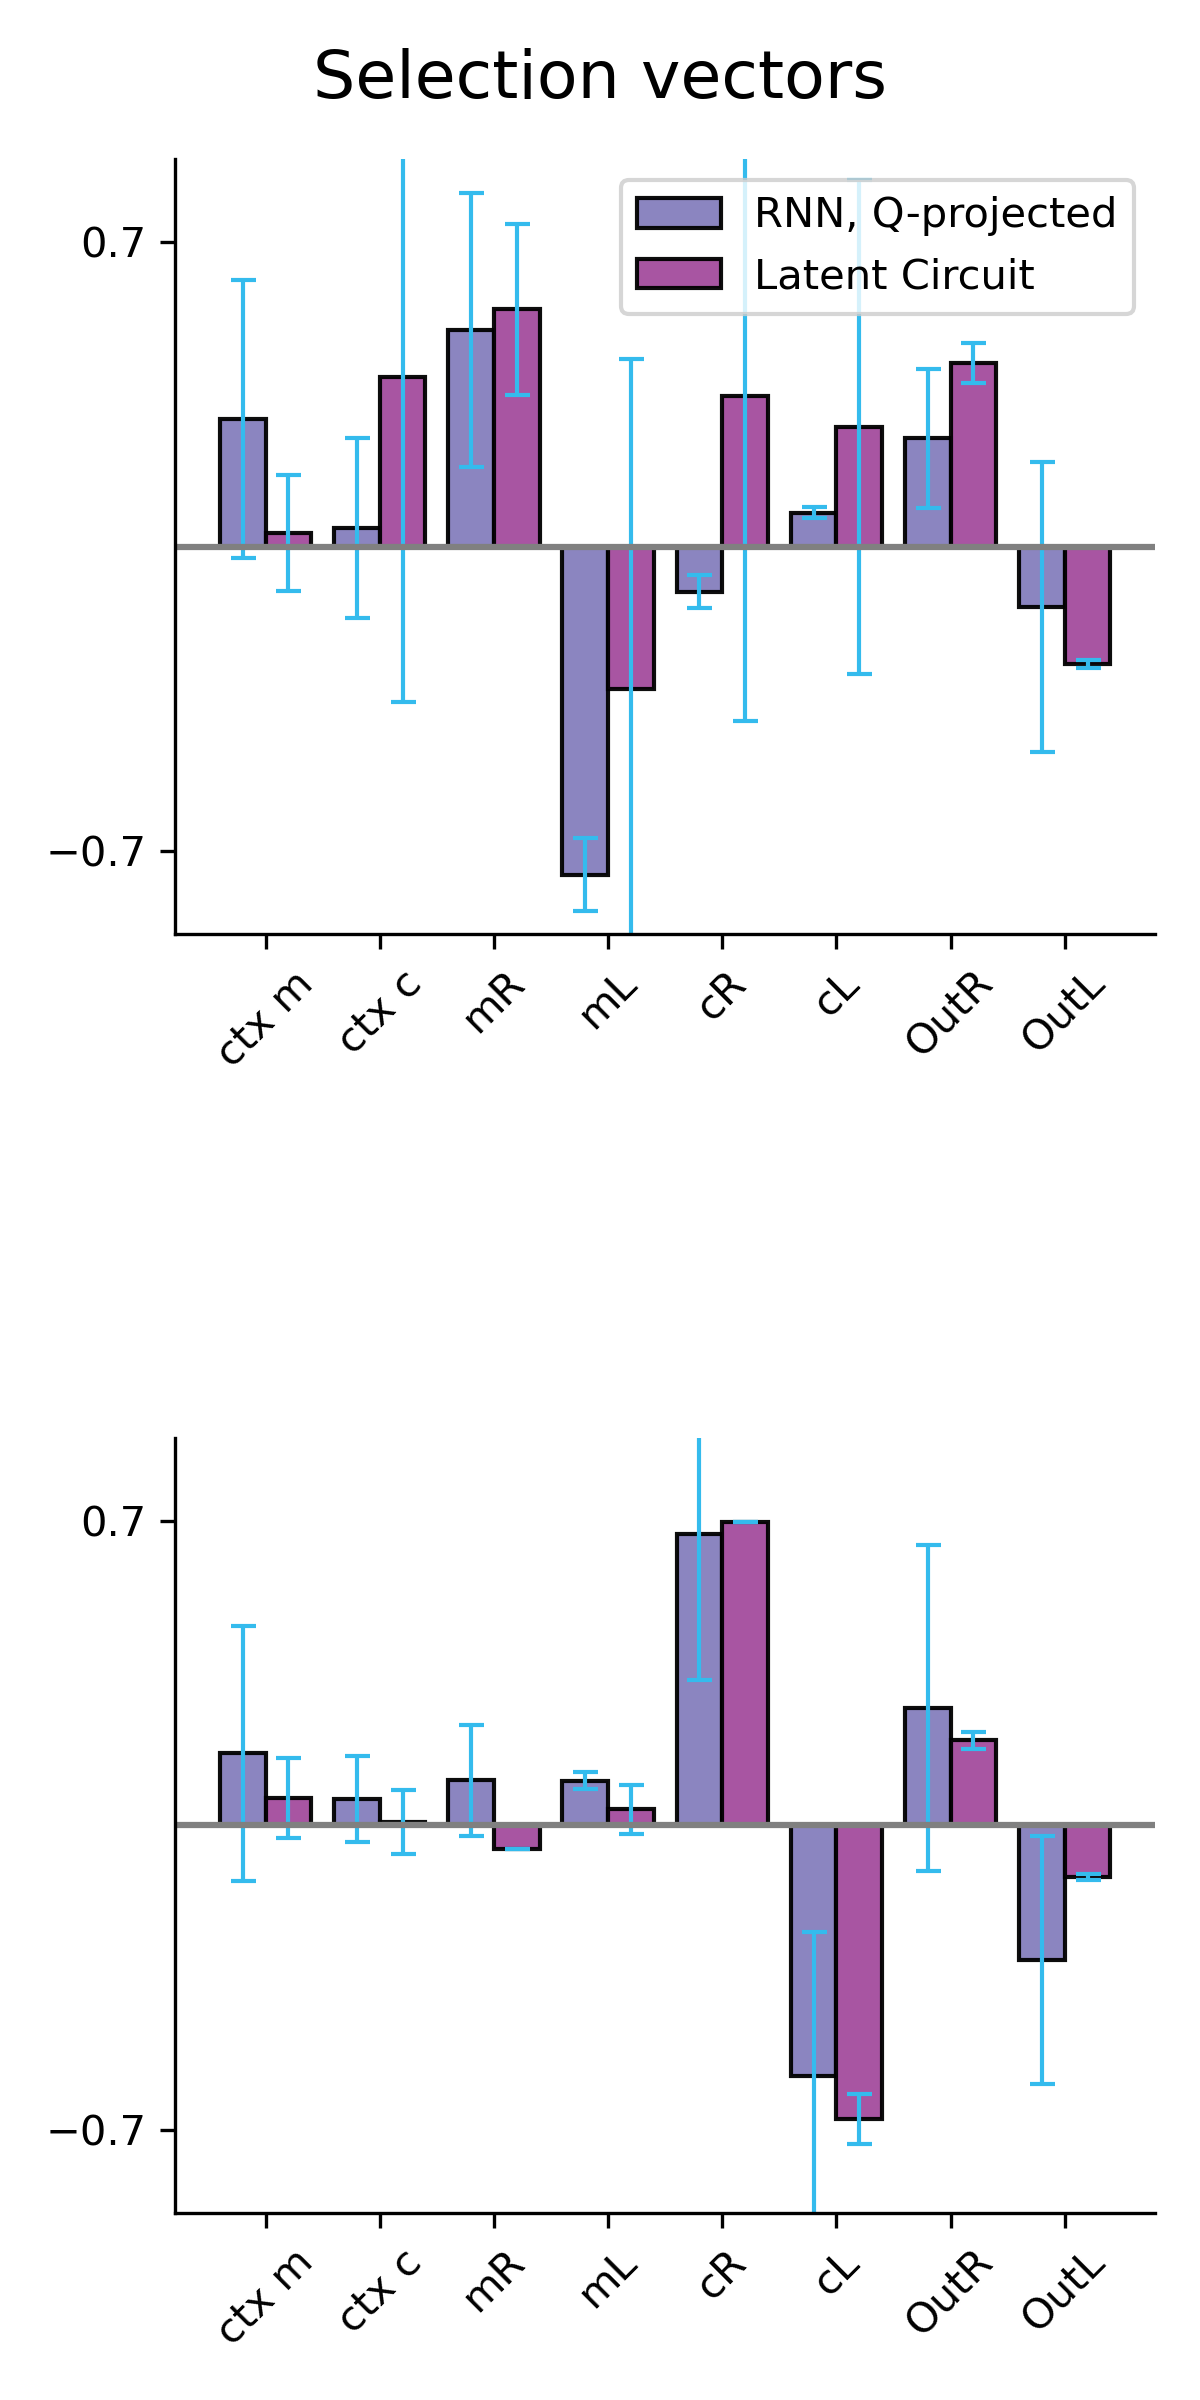 Selection vectors
RNN, Q-projected
Latent Circuit
0.7
−0.7
ctx m
ctx c
mR
mL
cR
cL
OutR
OutL
0.7
−0.7
ctx m
ctx c
mR
mL
cR
cL
OutR
OutL